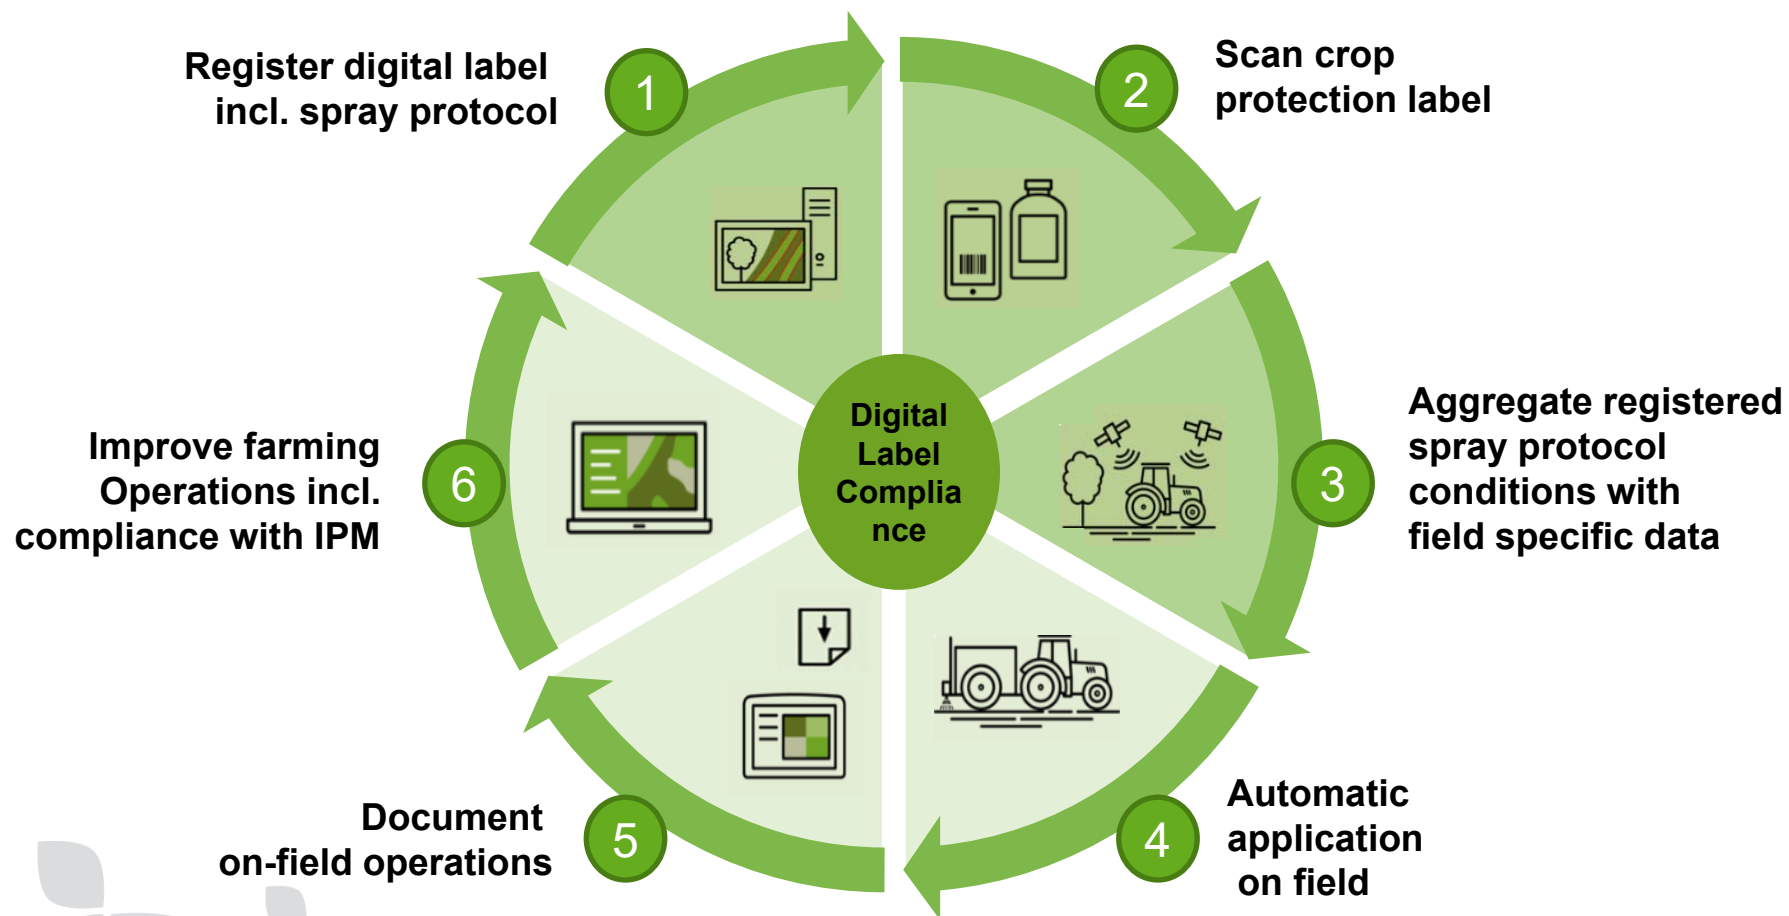 Register digital label
incl. spray protocol
1
2
Scan crop
protection label
Aggregate registered
spray protocol
conditions with
field specific data
3
Automatic
application
on field
4
Document
on-field operations
5
Improve farming
Operations incl.
compliance with IPM
6
Digital
Label
Complia
nce